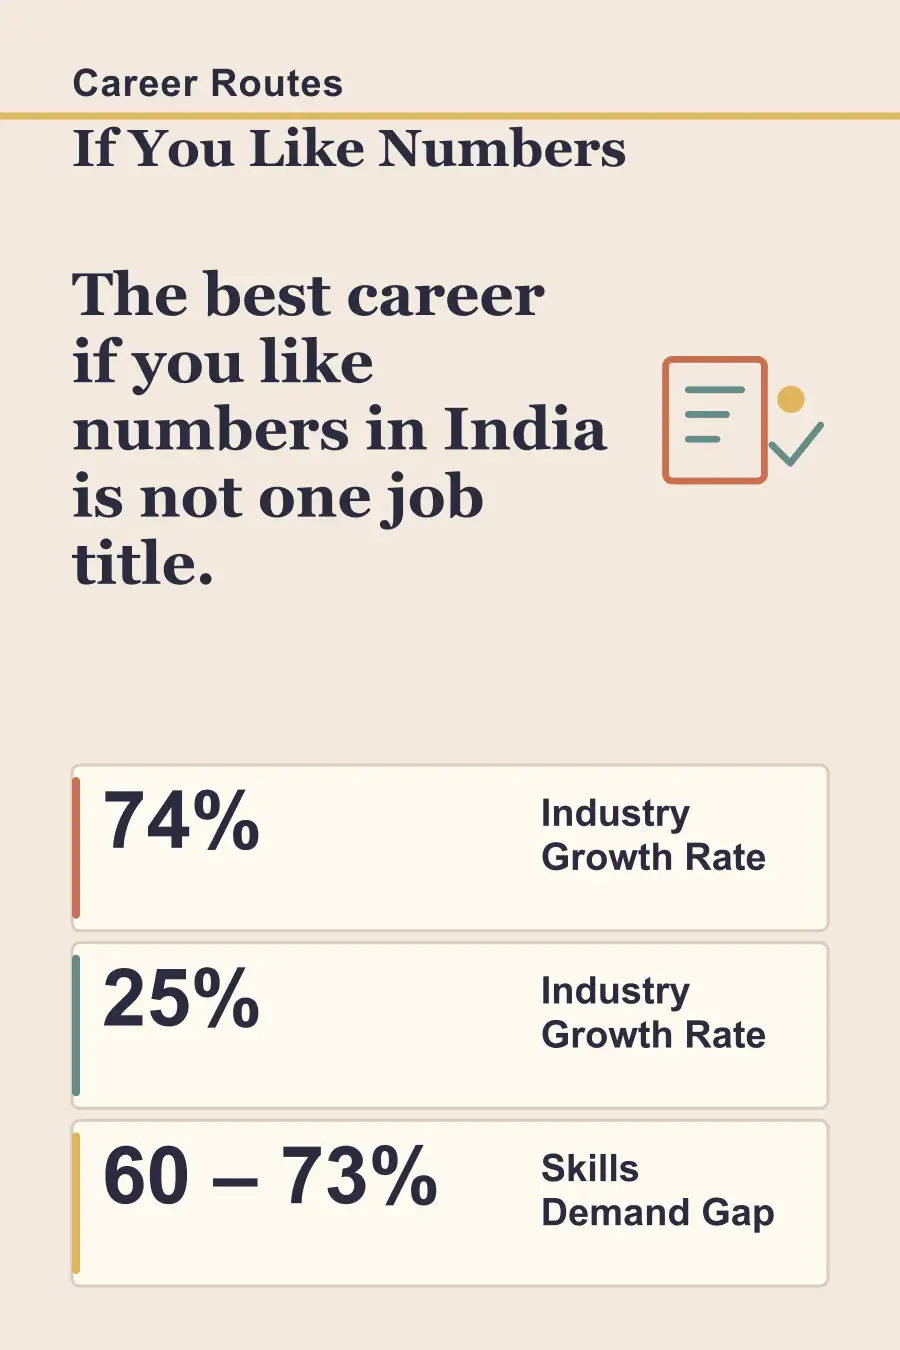 Career Routes
If You Like Numbers
The best career
if you like
numbers in India
is not one job
title.
74%
Industry
Growth Rate
25%
Industry
Growth Rate
60 – 73%
Skills
Demand Gap